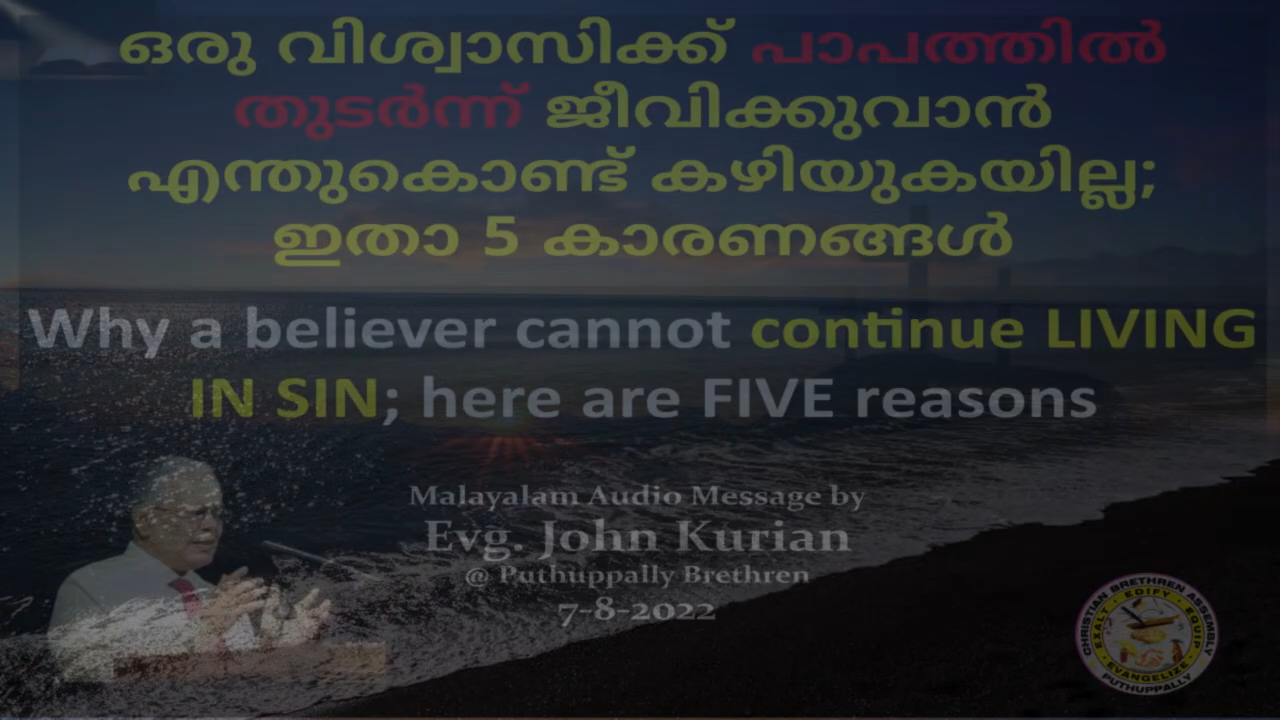 ഒരു വിശ്വാസിക്ക് പാപത്തിൽ
തുടർന്ന് ജീവിക്കുവാൻ
എന്തുകൊണ്ട് കഴിയുകയില്ല;
ഇതാ 5 കാരണങ്ങൾ
Why a believer cannot continue LIVING
IN SIN; here are FIVE reasons
Malayalam Audio Message by
Evg. John Kurian
@ Puthuppally Brethren
7-8-2022
CHRISTIAN BRETHREN ASSEMBLY
EXALT · EDIFY · EQUIP
· EVANGELIZE ·
PUTHUPPALLY